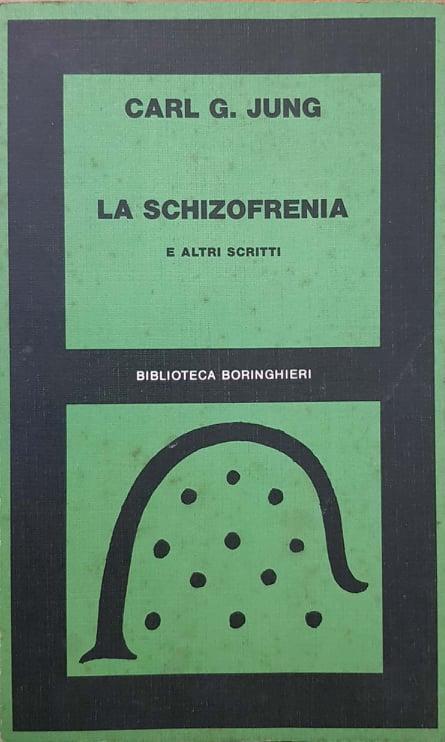 CARL G. JUNG
LA SCHIZOFRENIA
E ALTRI SCRITTI
BIBLIOTECA BORINGHIERI